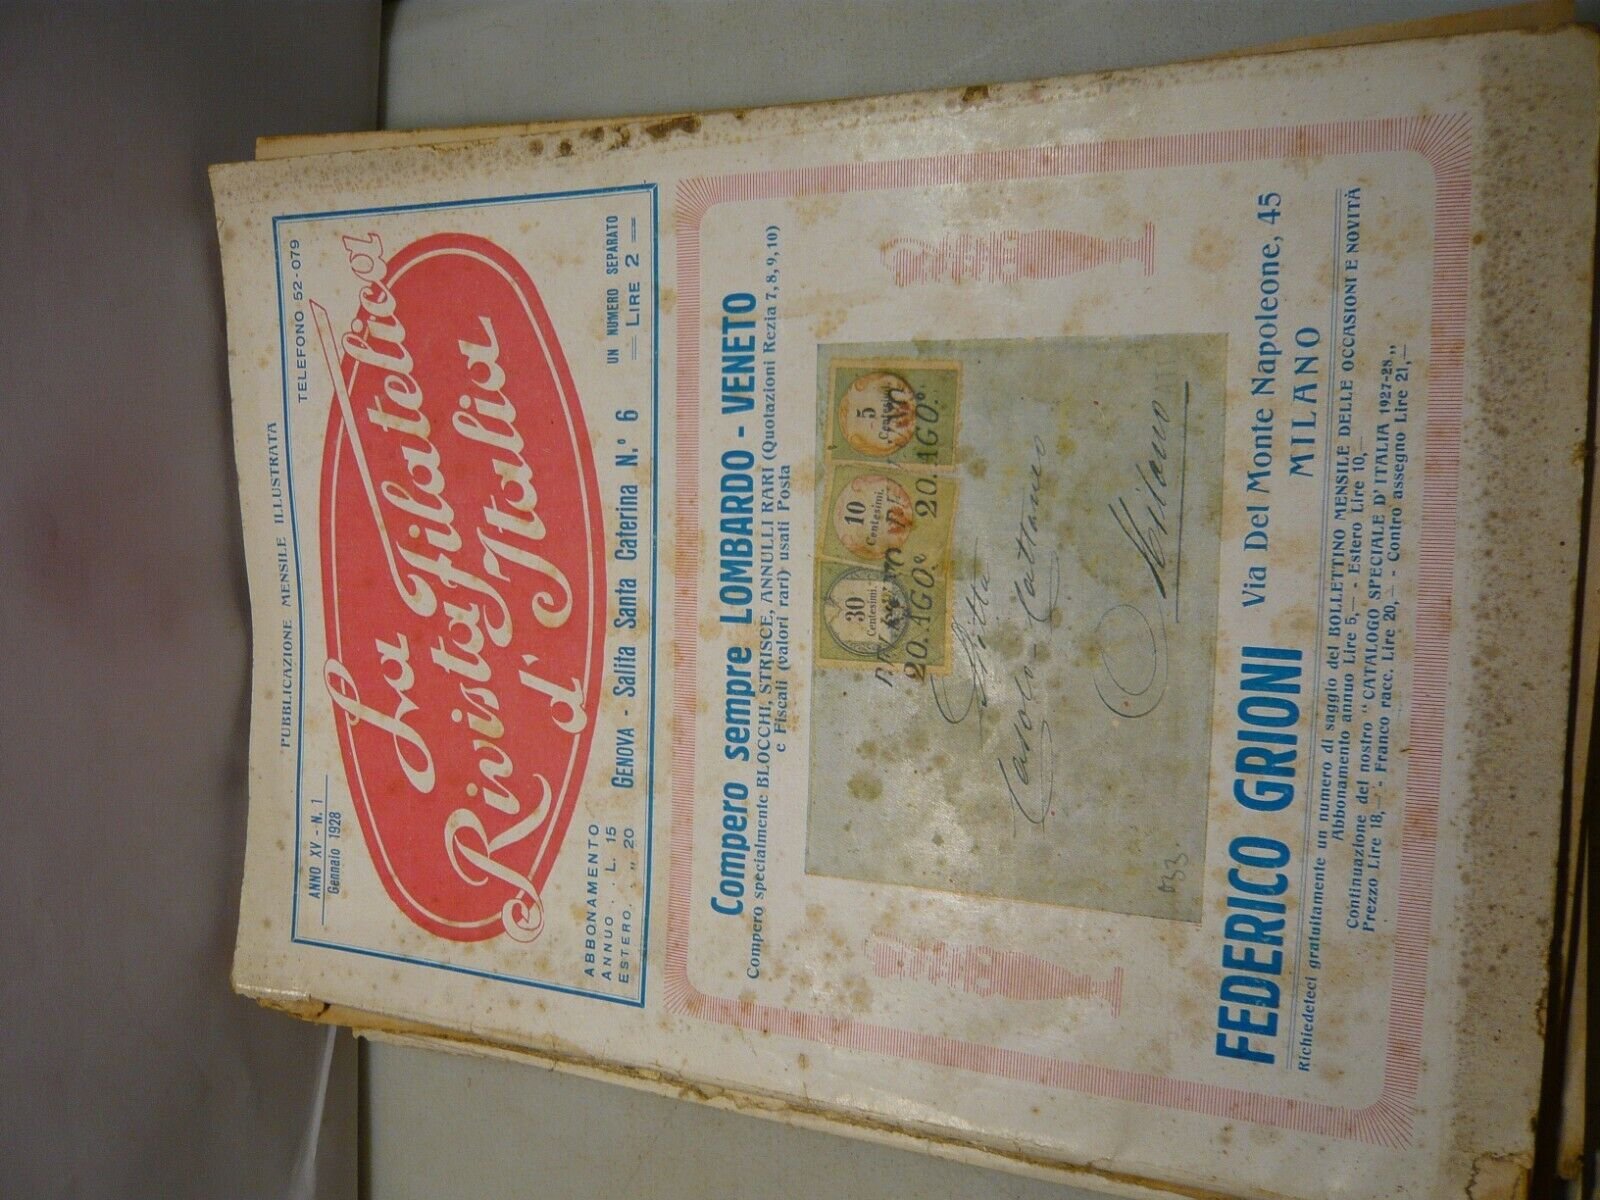 PUBBLICAZIONE MENSILE ILLUSTRATA
ANNO XV - N. 1
Gennaio 1928
TELEFONO 52-079
La
Rivista Filatelica
d' Italia
ABBONAMENTO
ANNUO . L. 15
ESTERO. „ 20
GENOVA - Salita Santa Caterina N.° 6
UN NUMERO SEPARATO
LIRE 2
Compero sempre LOMBARDO - VENETO
Compero specialmente BLOCCHI, STRISCE, ANNULLI RARI (Quotazioni Rezia 7, 8, 9, 10)
e Fiscali (valori rari) usati Posta
30
Centesimi.
10
Centesimi.
5
Centesimi
20. AGO.°
20. AGO.°
Ditta
Casolo-Cattaneo
Milano
FEDERICO GRIONI
Via Del Monte Napoleone, 45
MILANO
Richiedeteci gratuitamente un numero di saggio del BOLLETTINO MENSILE DELLE OCCASIONI E NOVITÀ
Abbonamento annuo Lire 5,— - Estero Lire 10,—
Continuazione del nostro "CATALOGO SPECIALE D' ITALIA 1927-28„
Prezzo Lire 18,— - Franco racc. Lire 20,— - Contro assegno Lire 21,—